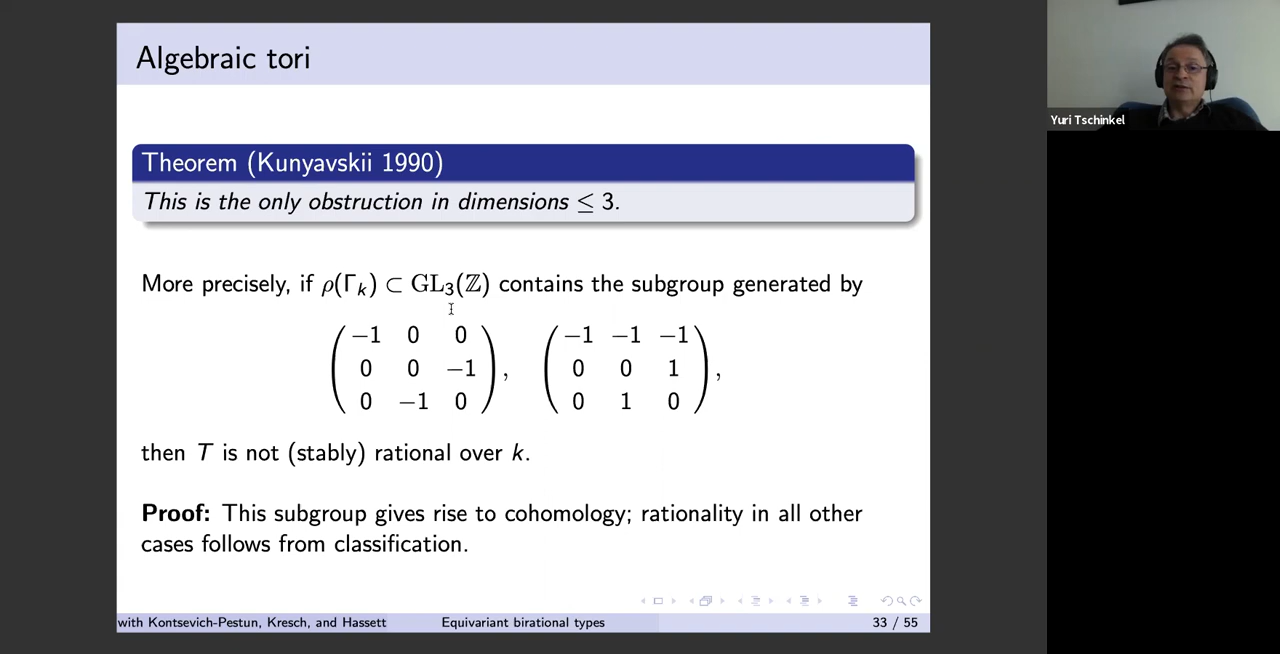 Algebraic tori
Theorem (Kunyavskii 1990)
This is the only obstruction in dimensions ≤ 3.
More precisely, if ρ(Γₖ) ⊂ GL₃(ℤ) contains the subgroup generated by
−1 0 0
0 0 −1
0 −1 0
,
−1 −1 −1
0 0 1
0 1 0
,
then T is not (stably) rational over k.
Proof: This subgroup gives rise to cohomology; rationality in all other
cases follows from classification.
with Kontsevich-Pestun, Kresch, and Hassett
Equivariant birational types
33 / 55
Yuri Tschinkel